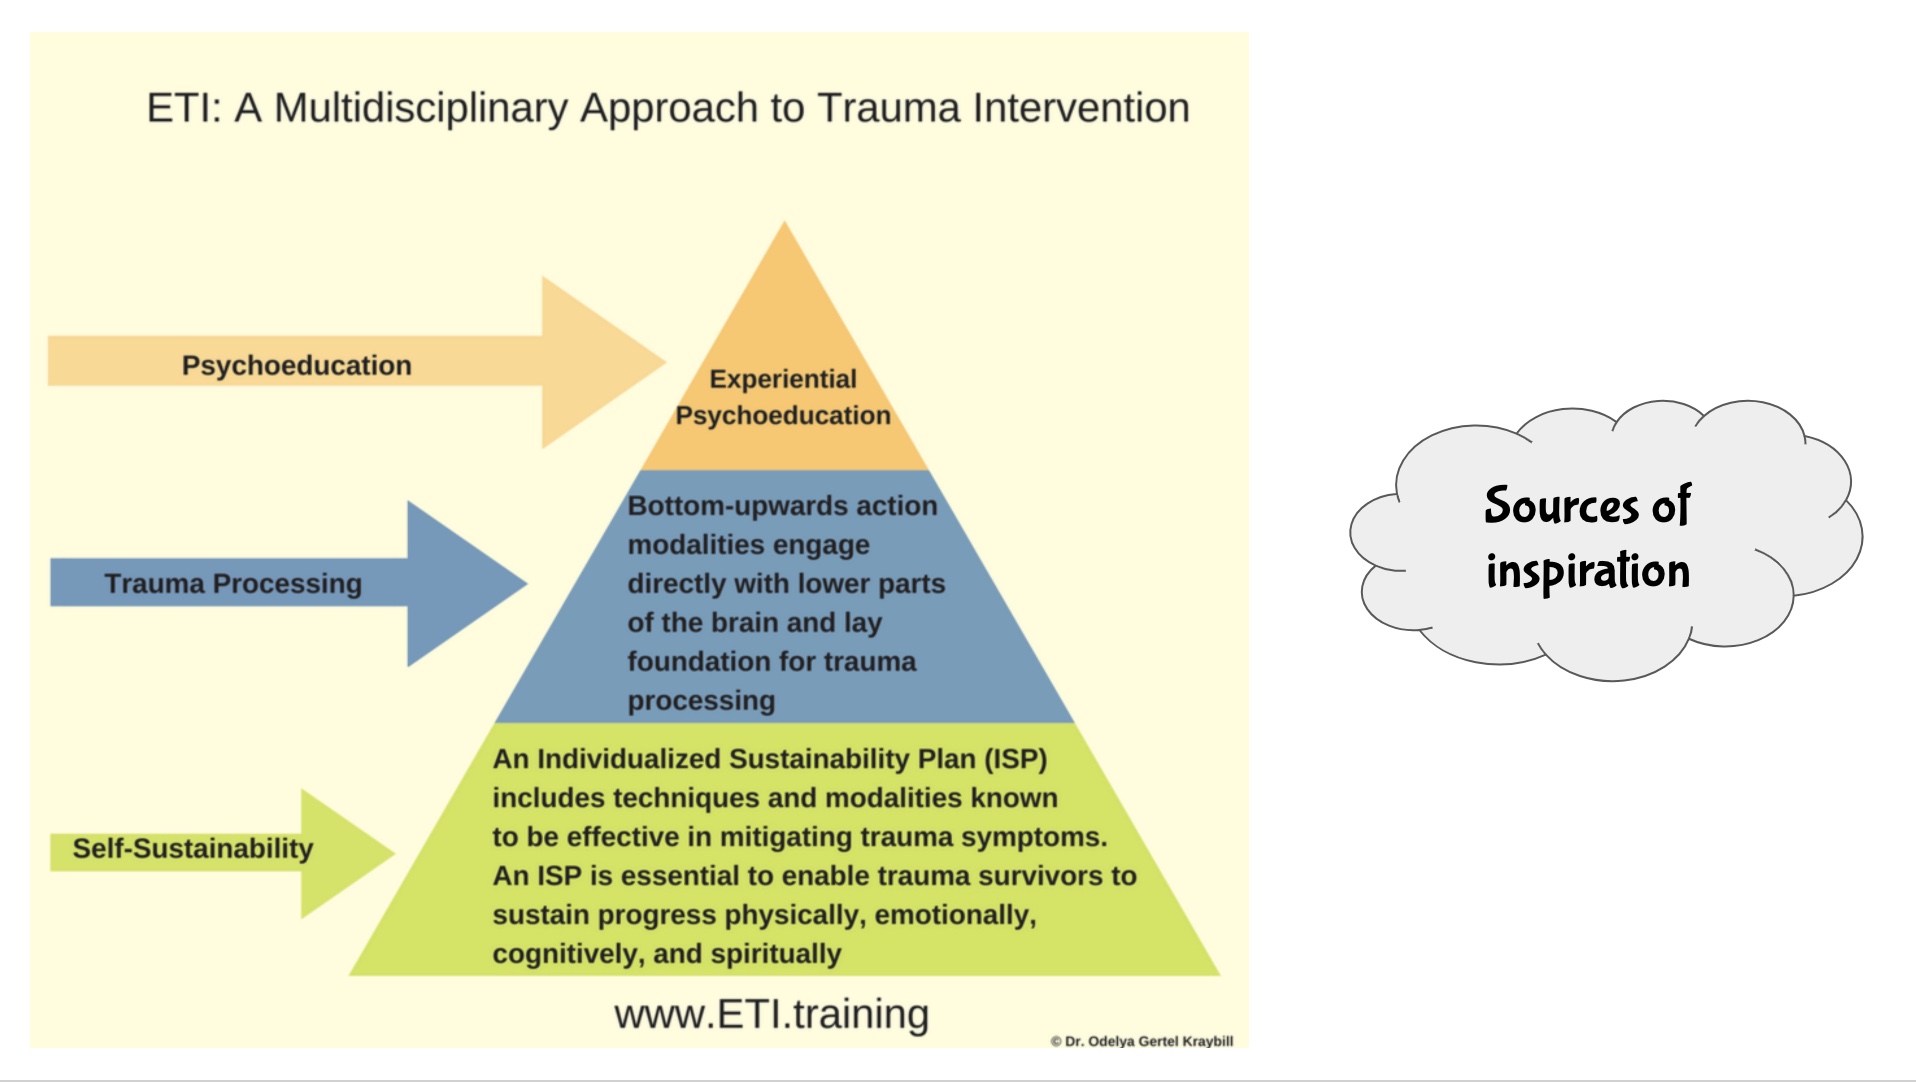 ETI: A Multidisciplinary Approach to Trauma Intervention
Psychoeducation
Experiential
Psychoeducation
Trauma Processing
Bottom-upwards action
modalities engage
directly with lower parts
of the brain and lay
foundation for trauma
processing
Self-Sustainability
An Individualized Sustainability Plan (ISP)
includes techniques and modalities known
to be effective in mitigating trauma symptoms.
An ISP is essential to enable trauma survivors to
sustain progress physically, emotionally,
cognitively, and spiritually
www.ETI.training
© Dr. Odelya Gertel Kraybill
Sources of
inspiration